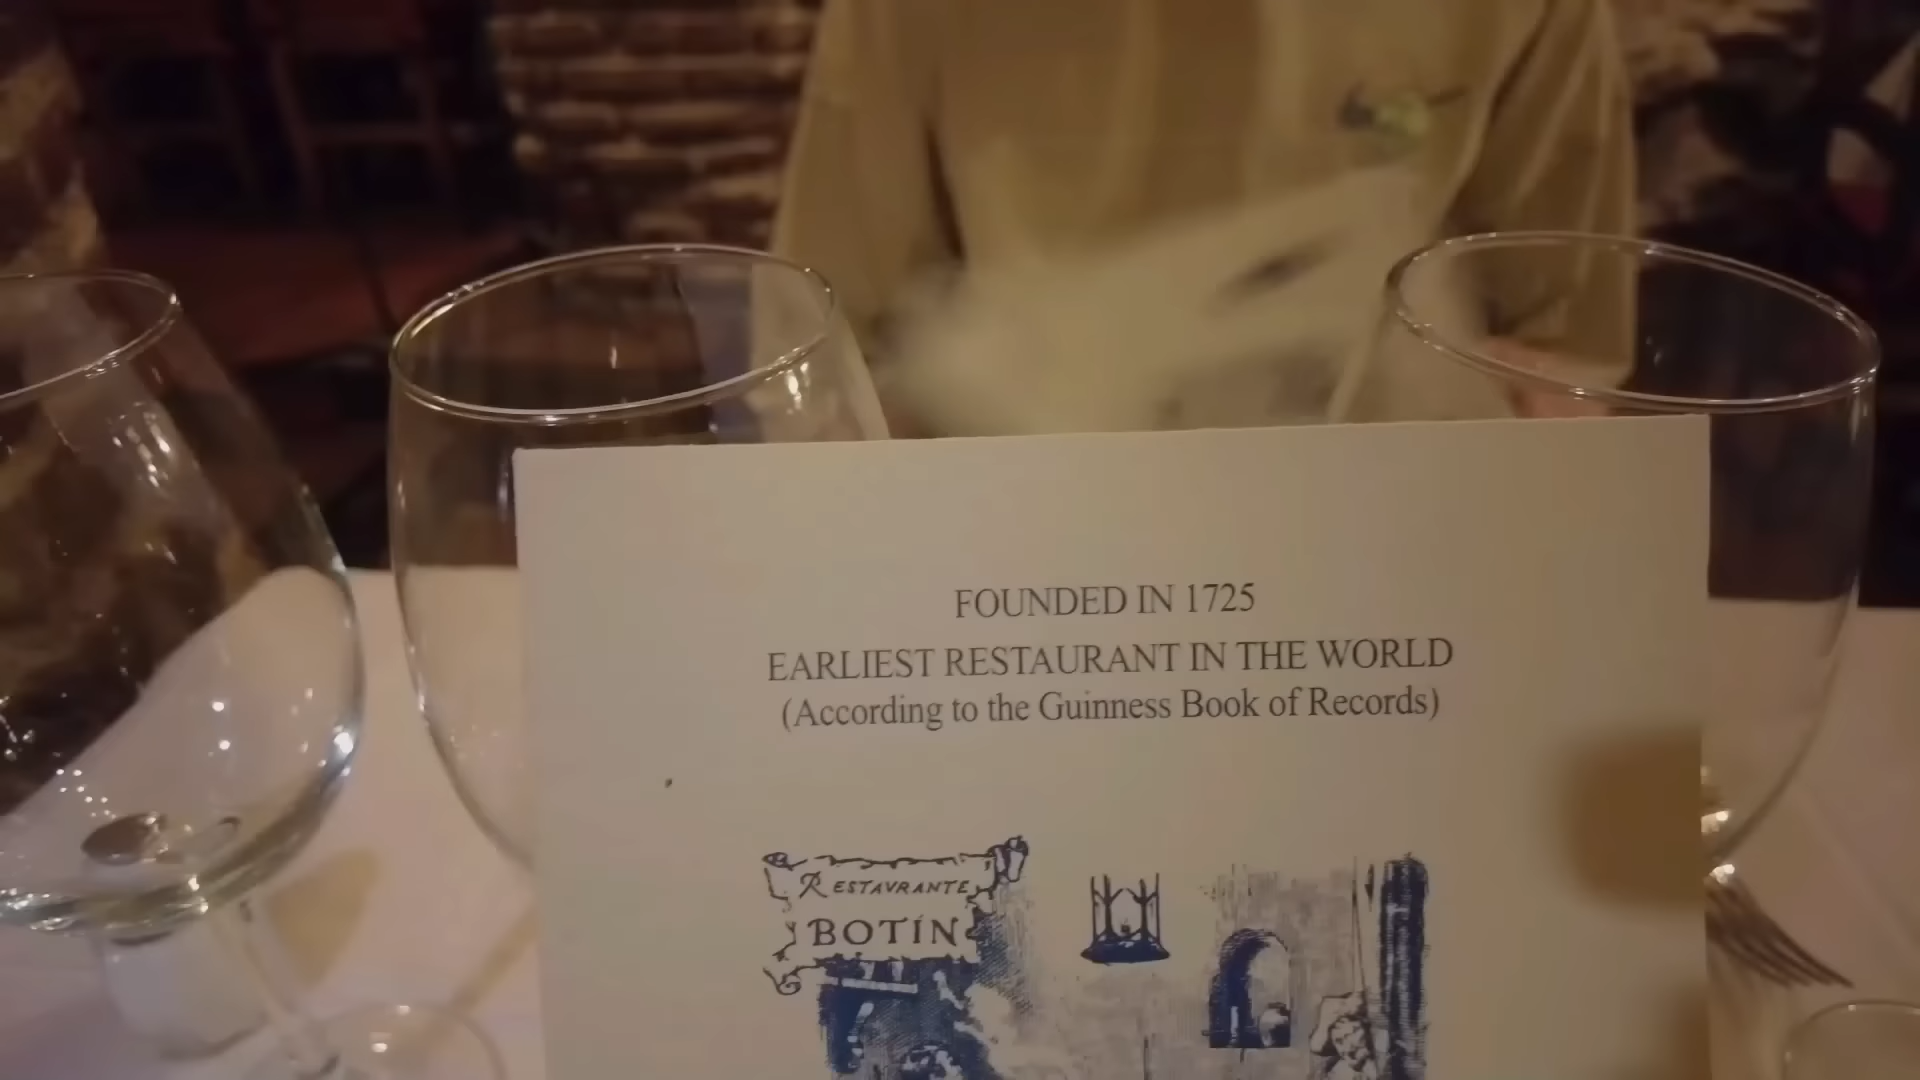 FOUNDED IN 1725
EARLIEST RESTAURANT IN THE WORLD
(According to the Guinness Book of Records)
RESTAVRANTE
BOTÍN